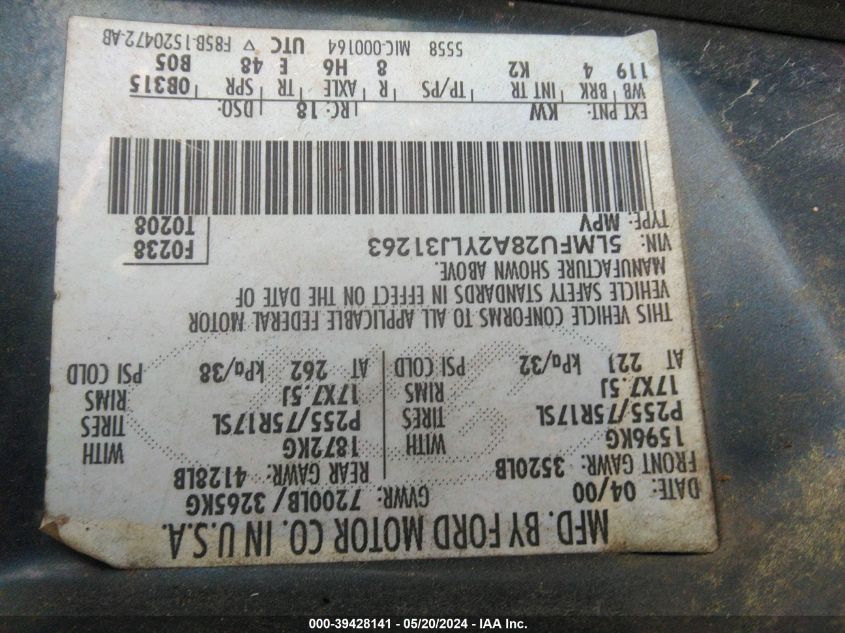 MFD. BY FORD MOTOR CO. IN U.S.A.
DATE: 04/00 GVWR: 7200LB / 3265KG
FRONT GAWR: 3520LB REAR GAWR: 4128LB
1596KG WITH 1872KG WITH
P255/75R17SL TIRES P255/75R17SL TIRES
17X7.5J RIMS 17X7.5J RIMS
AT 221 kPa/32 PSI COLD AT 262 kPa/38 PSI COLD
THIS VEHICLE CONFORMS TO ALL APPLICABLE FEDERAL MOTOR
VEHICLE SAFETY STANDARDS IN EFFECT ON THE DATE OF
MANUFACTURE SHOWN ABOVE.
VIN: 5LMFU28A2YLJ31263 F0238
TYPE: MPV T0208
EXT PNT: KW RC: 18 DSO:
WB BRK INT TR TP/PS R AXLE TR SPR 0B315
119 4 K2 8 H6 E 48 B05
5558 MIC-000164 UTC ▽ F85B-1520472-AB
000-39428141 - 05/20/2024 - IAA Inc.